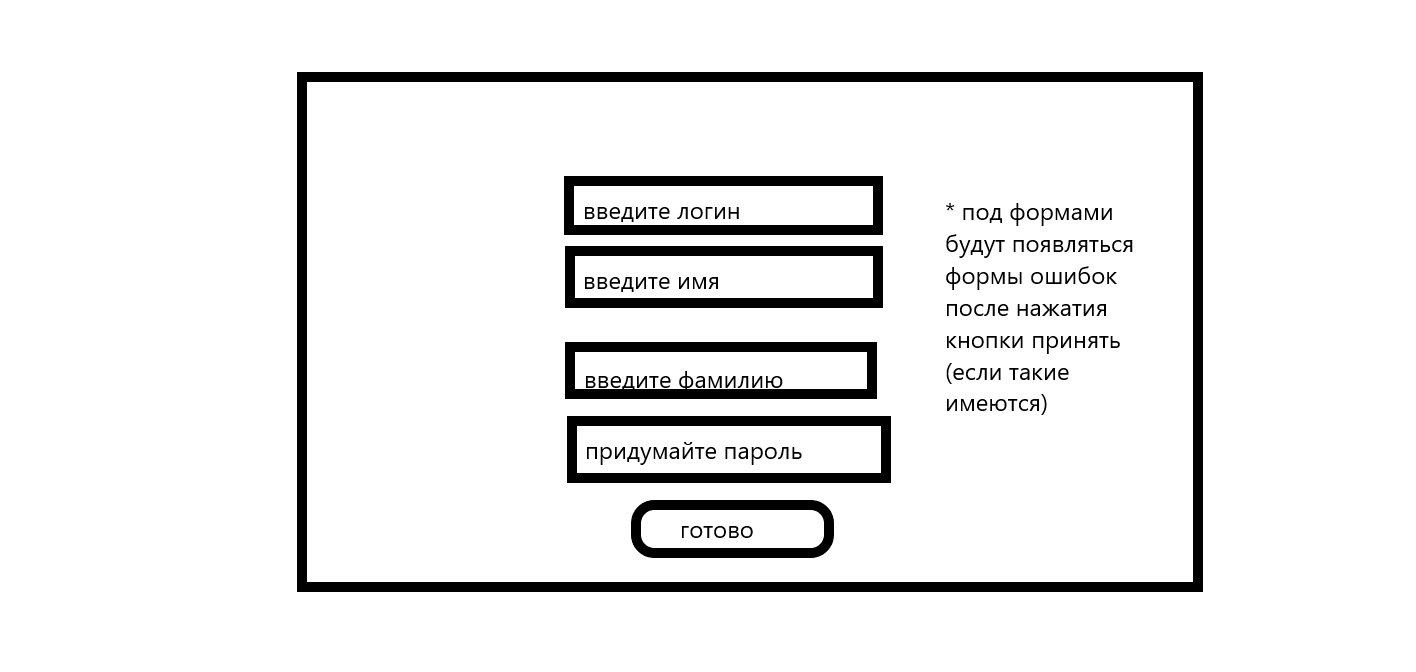 введите логин
введите имя
введите фамилию
придумайте пароль
готово
* под формами
будут появляться
формы ошибок
после нажатия
кнопки принять
(если такие
имеются)